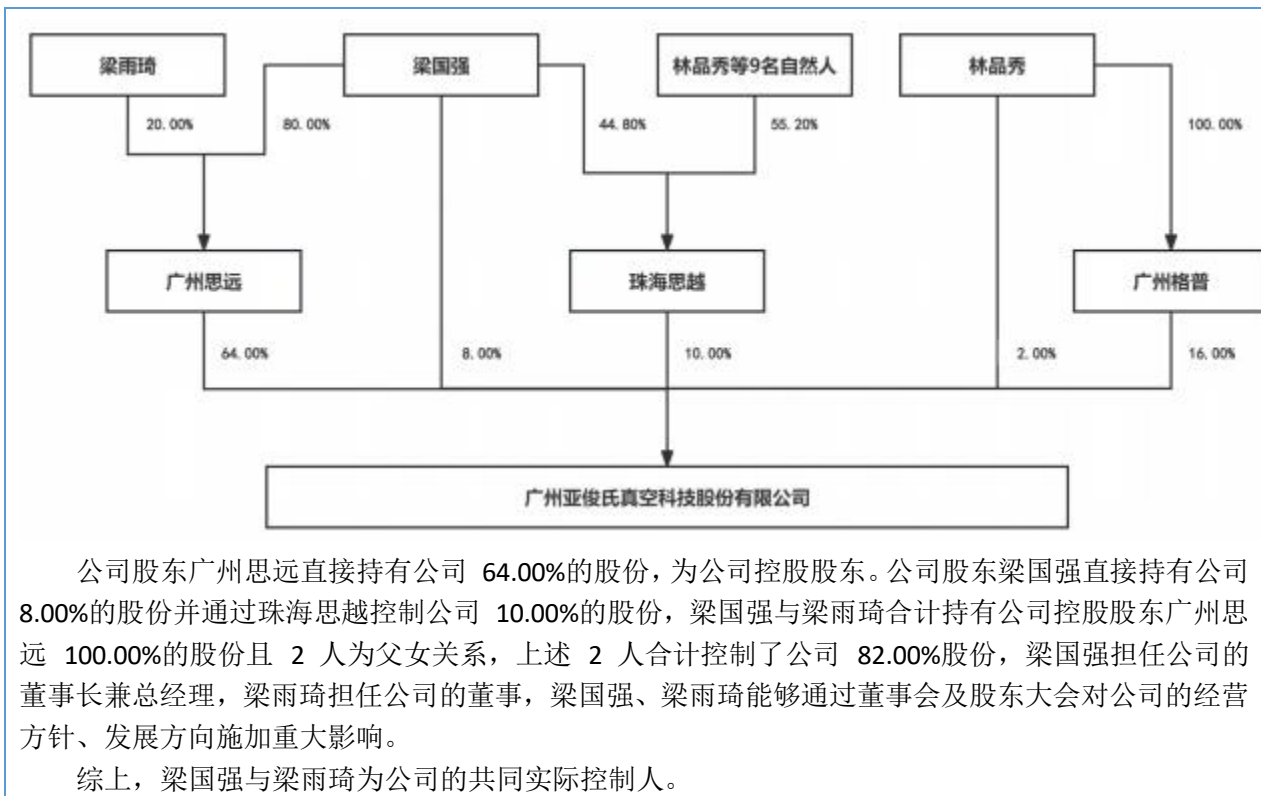 梁雨琦
梁国强
林品秀等9名自然人
林品秀
20.00%
80.00%
44.80%
55.20%
100.00%
广州思远
珠海思越
广州格普
64.00%
8.00%
10.00%
2.00%
16.00%
广州亚俊氏真空科技股份有限公司
公司股东广州思远直接持有公司 64.00%的股份，为公司控股股东。公司股东梁国强直接持有公司
8.00%的股份并通过珠海思越控制公司 10.00%的股份，梁国强与梁雨琦合计持有公司控股股东广州思
远 100.00%的股份且 2 人为父女关系，上述 2 人合计控制了公司 82.00%股份，梁国强担任公司的
董事长兼总经理，梁雨琦担任公司的董事，梁国强、梁雨琦能够通过董事会及股东大会对公司的经营
方针、发展方向施加重大影响。
综上，梁国强与梁雨琦为公司的共同实际控制人。